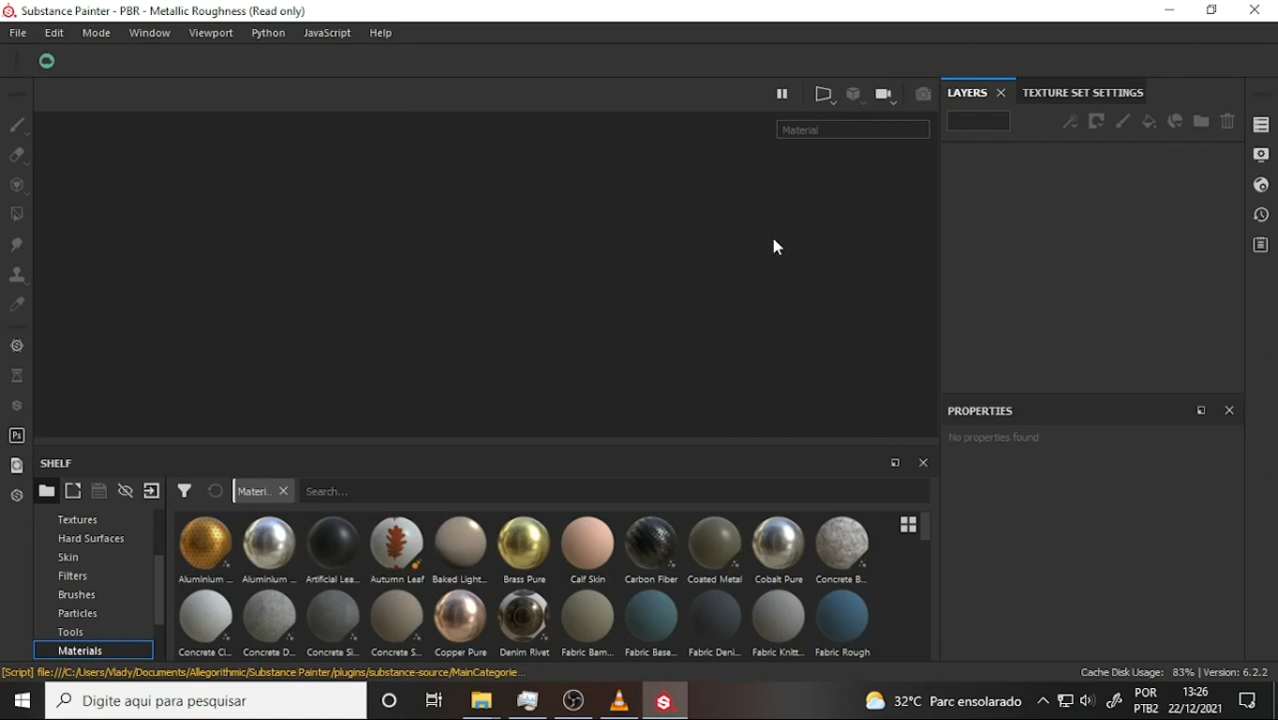 Substance Painter - PBR - Metallic Roughness (Read only)
File Edit Mode Window Viewport Python JavaScript Help
LAYERS TEXTURE SET SETTINGS
Material
PROPERTIES
No properties found
SHELF
Materi.. Search...
Textures
Hard Surfaces
Skin
Filters
Brushes
Particles
Tools
Materials
Aluminium ... Aluminium ... Artificial Lea... Autumn Leaf Baked Light... Brass Pure Calf Skin Carbon Fiber Coated Metal Cobalt Pure Concrete B...
Concrete Cl... Concrete D... Concrete Si... Concrete S... Copper Pure Denim Rivet Fabric Bam... Fabric Base... Fabric Deni... Fabric Knitt... Fabric Rough
[Script] file:///C:/Users/Vlady/Documents/Allegorithmic/Substance Painter/plugins/substance-source/MainCategorie...
Cache Disk Usage: 83% | Version: 6.2.2
Digite aqui para pesquisar
Ps
32°C Parc ensolarado
POR
PTB2
13:26
22/12/2021